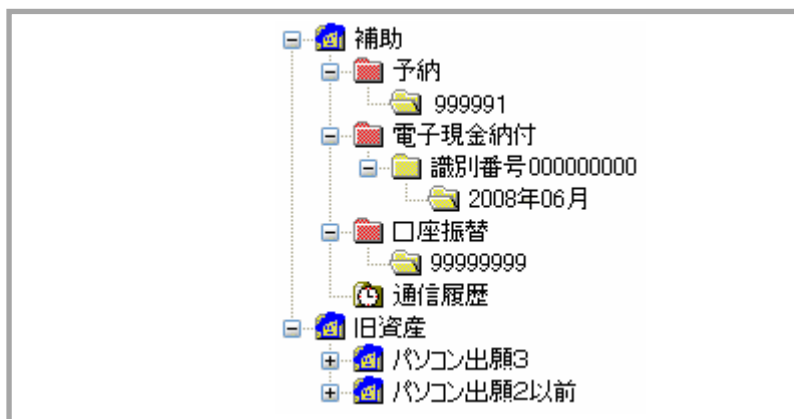 補助
予納
999991
電子現金納付
識別番号000000000
2008年06月
口座振替
99999999
通信履歴
旧資産
パソコン出願3
パソコン出願2以前